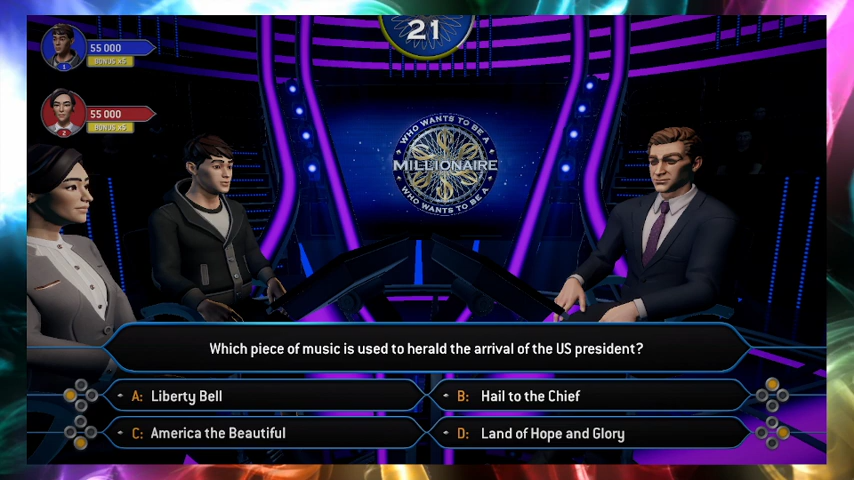 21
55 000
BONUS X5
1
55 000
BONUS X5
2
WHO WANTS TO BE A
MILLIONAIRE
WHO WANTS TO BE A
Which piece of music is used to herald the arrival of the US president?
A: Liberty Bell
B: Hail to the Chief
C: America the Beautiful
D: Land of Hope and Glory